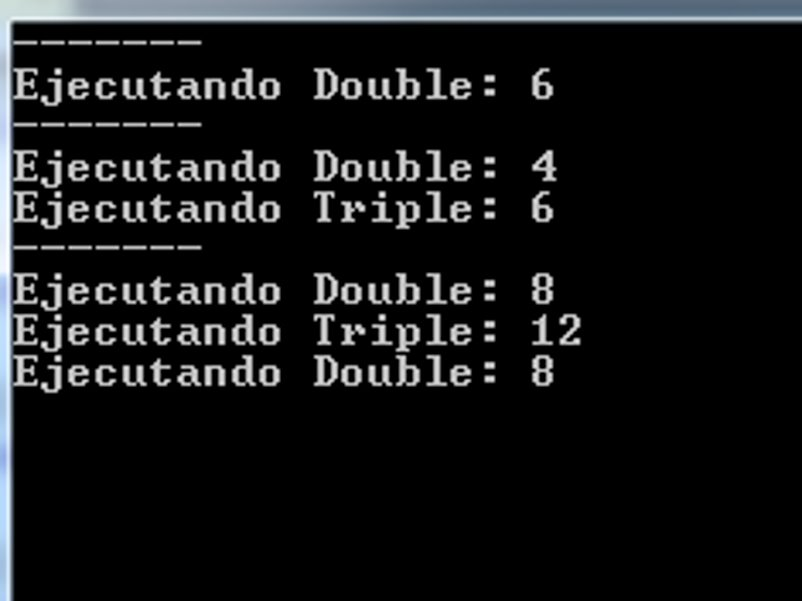 -------
Ejecutando Double: 6
-------
Ejecutando Double: 4
Ejecutando Triple: 6
-------
Ejecutando Double: 8
Ejecutando Triple: 12
Ejecutando Double: 8